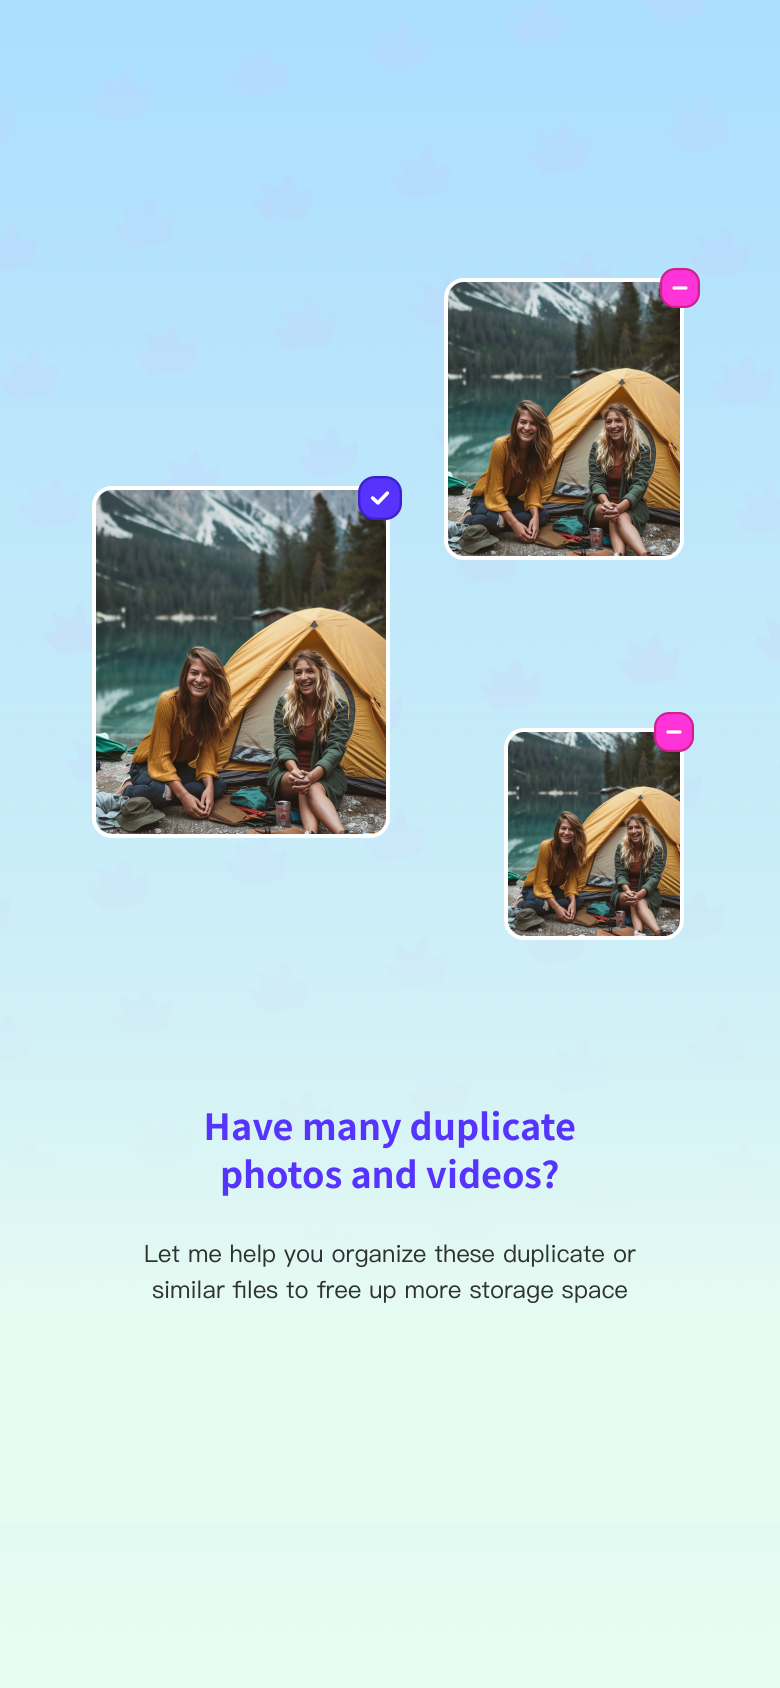 Have many duplicate
photos and videos?
Let me help you organize these duplicate or
similar files to free up more storage space